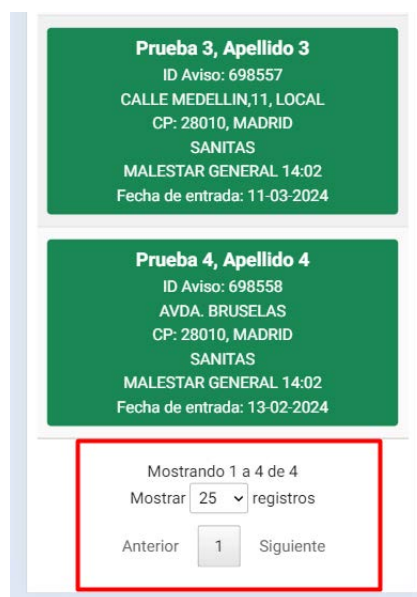 Prueba 3, Apellido 3
ID Aviso: 698557
CALLE MEDELLIN,11, LOCAL
CP: 28010, MADRID
SANITAS
MALESTAR GENERAL 14:02
Fecha de entrada: 11-03-2024
Prueba 4, Apellido 4
ID Aviso: 698558
AVDA. BRUSELAS
CP: 28010, MADRID
SANITAS
MALESTAR GENERAL 14:02
Fecha de entrada: 13-02-2024
Mostrando 1 a 4 de 4
Mostrar 25 registros
Anterior 1 Siguiente